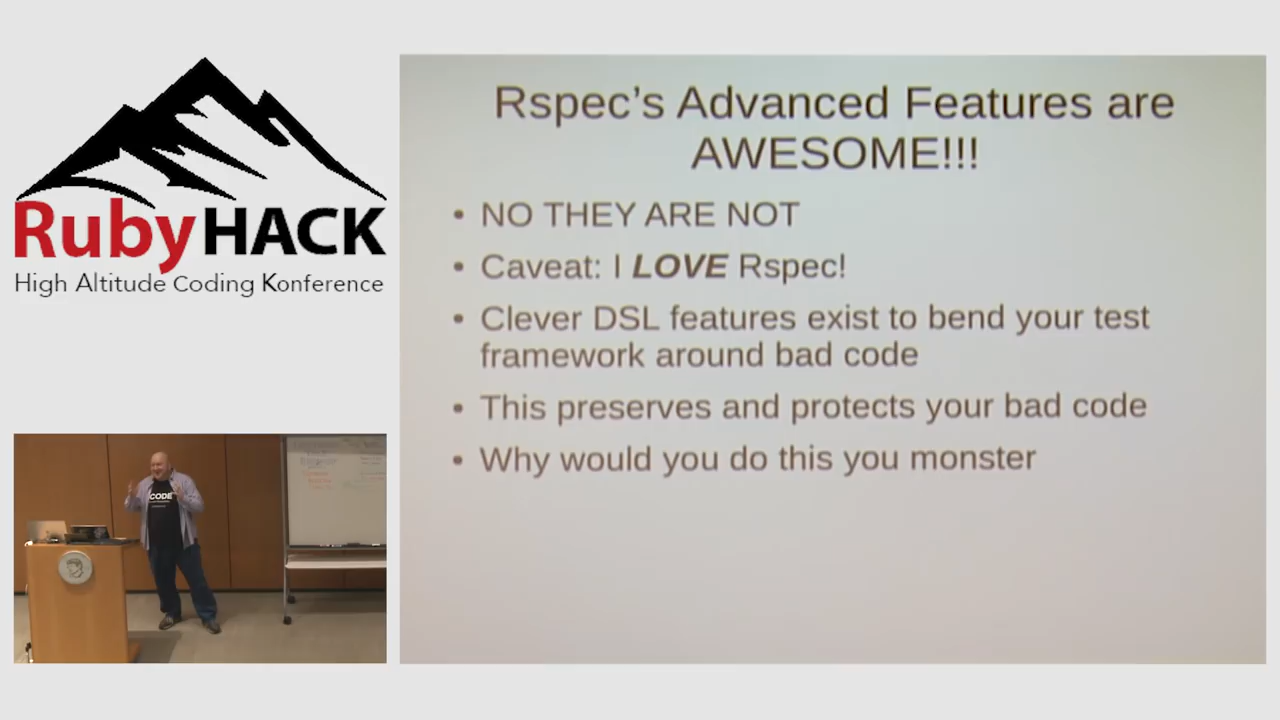 RubyHACK
High Altitude Coding Konference
Rspec's Advanced Features are
AWESOME!!!
• NO THEY ARE NOT
• Caveat: I LOVE Rspec!
• Clever DSL features exist to bend your test
framework around bad code
• This preserves and protects your bad code
• Why would you do this you monster
CODE